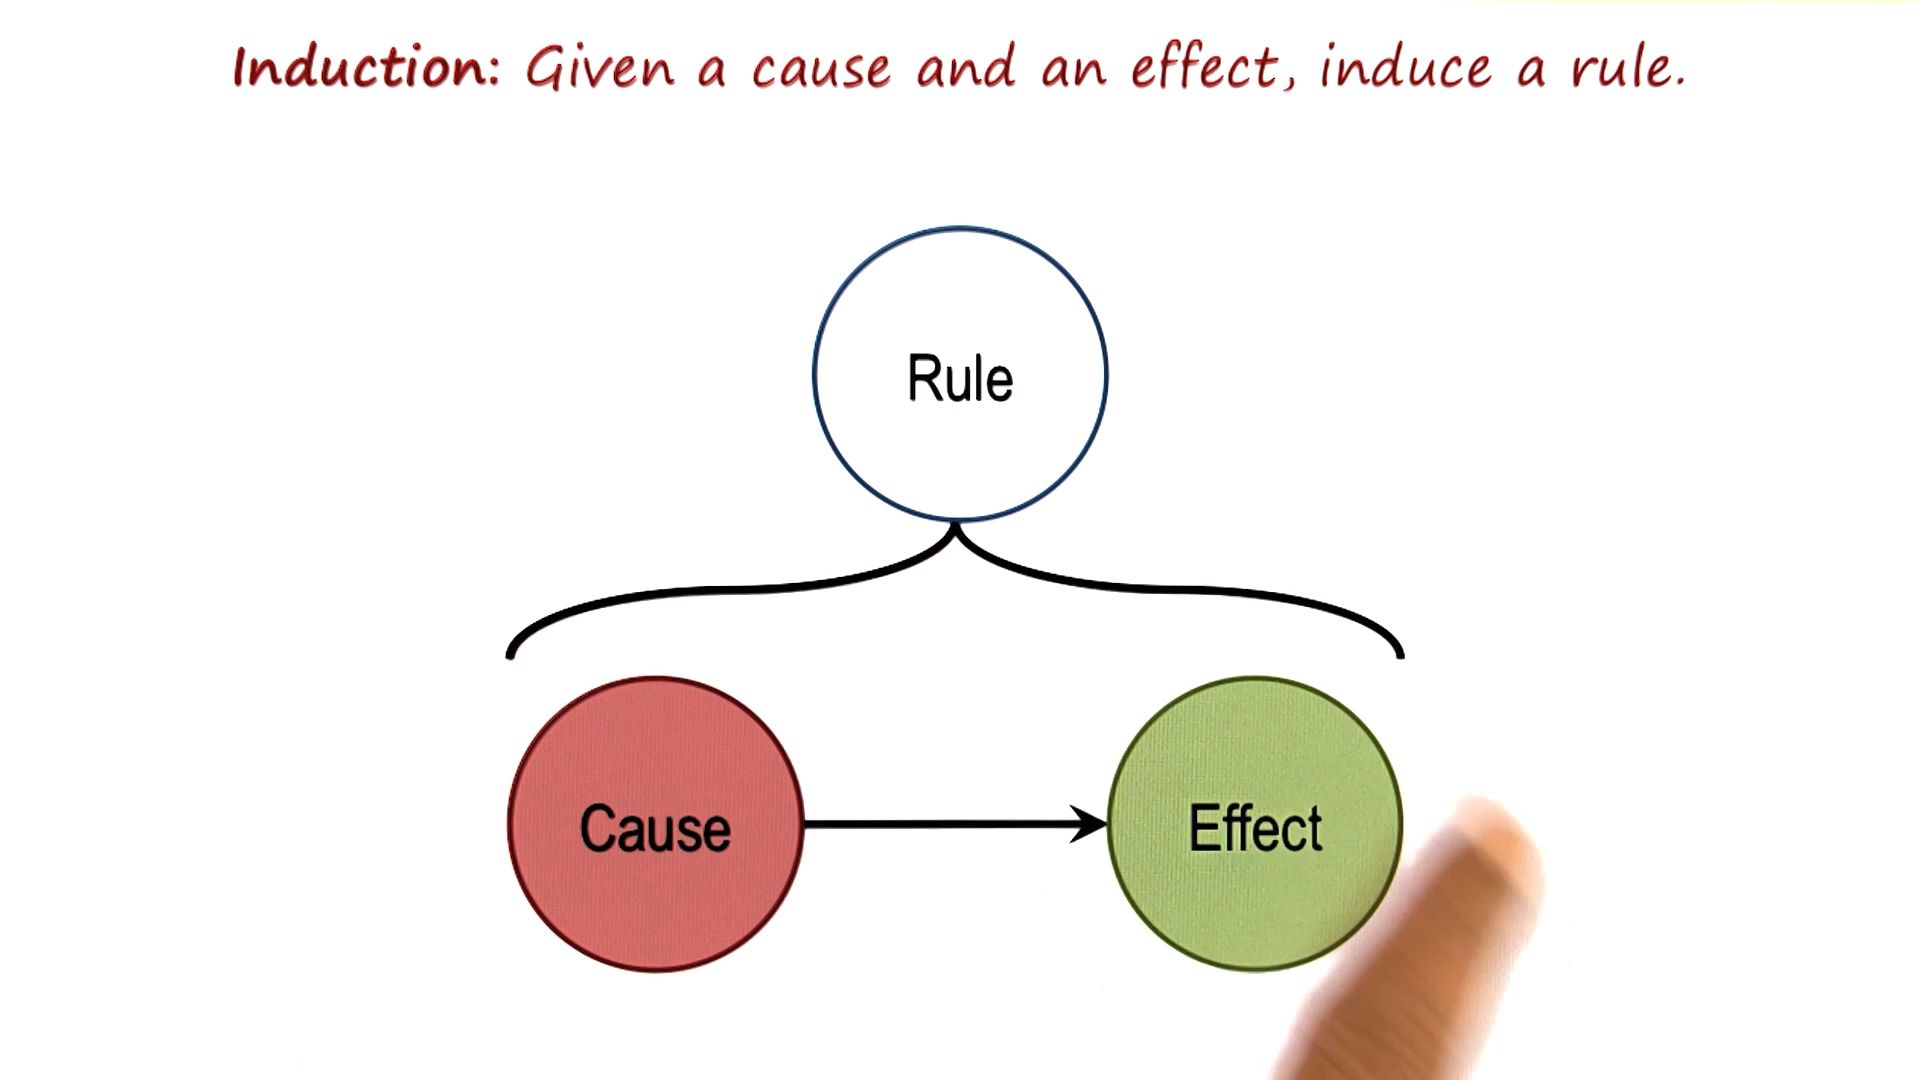 Induction: Given a cause and an effect, induce a rule.
Rule
Cause
Effect